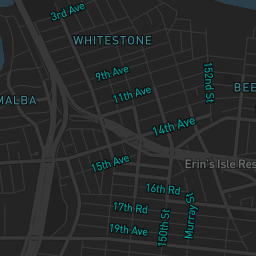 3rd Ave
WHITESTONE
152nd St
9th Ave
11th Ave
BEE
MALBA
14th Ave
15th Ave
Erin's Isle Res
16th Rd
Murray St
17th Rd
150th St
19th Ave